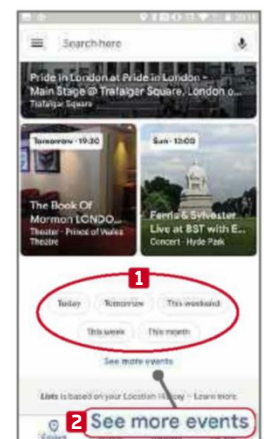 Search here
Pride in London at Pride in London -
Main Stage @ Trafalgar Square, London o...
Trafalgar Square
Tomorrow · 19:30
Sun · 12:00
The Book Of
Mormon LONDO...
Theater · Prince of Wales
Theatre
Ferris & Sylvester
Live at BST with E...
Concert · Hyde Park
1
Today
Tomorrow
This weekend
This week
This month
See more events
Lists is based on your Location History - Learn more
2 See more events